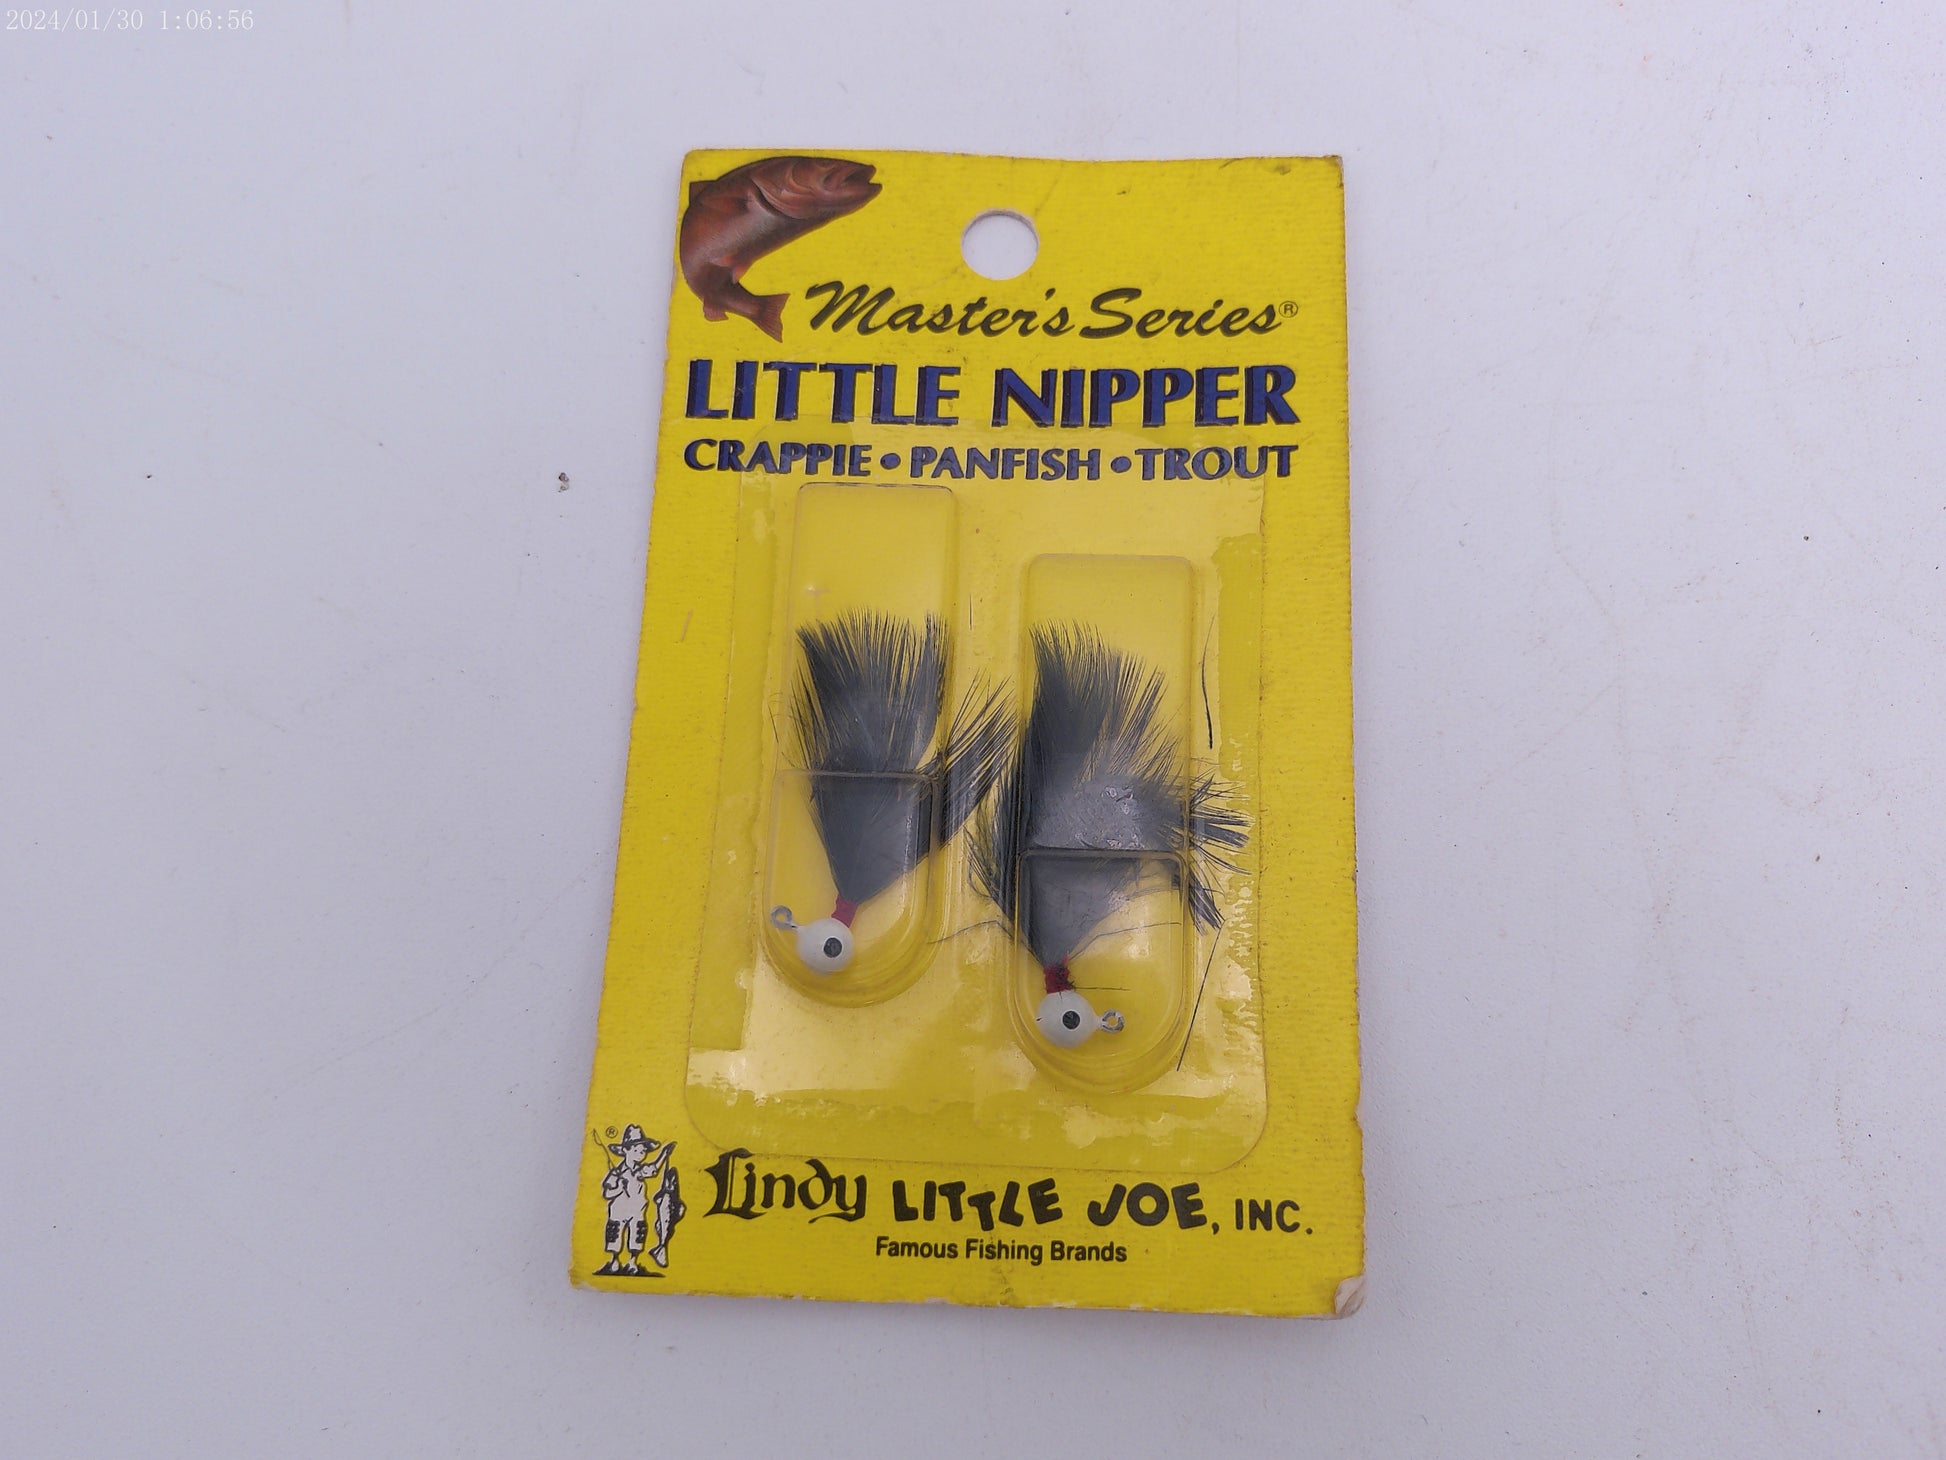 2024/01/30 1:06:56
Master's Series®
LITTLE NIPPER
CRAPPIE • PANFISH • TROUT
®
Lindy LITTLE JOE, INC.
Famous Fishing Brands